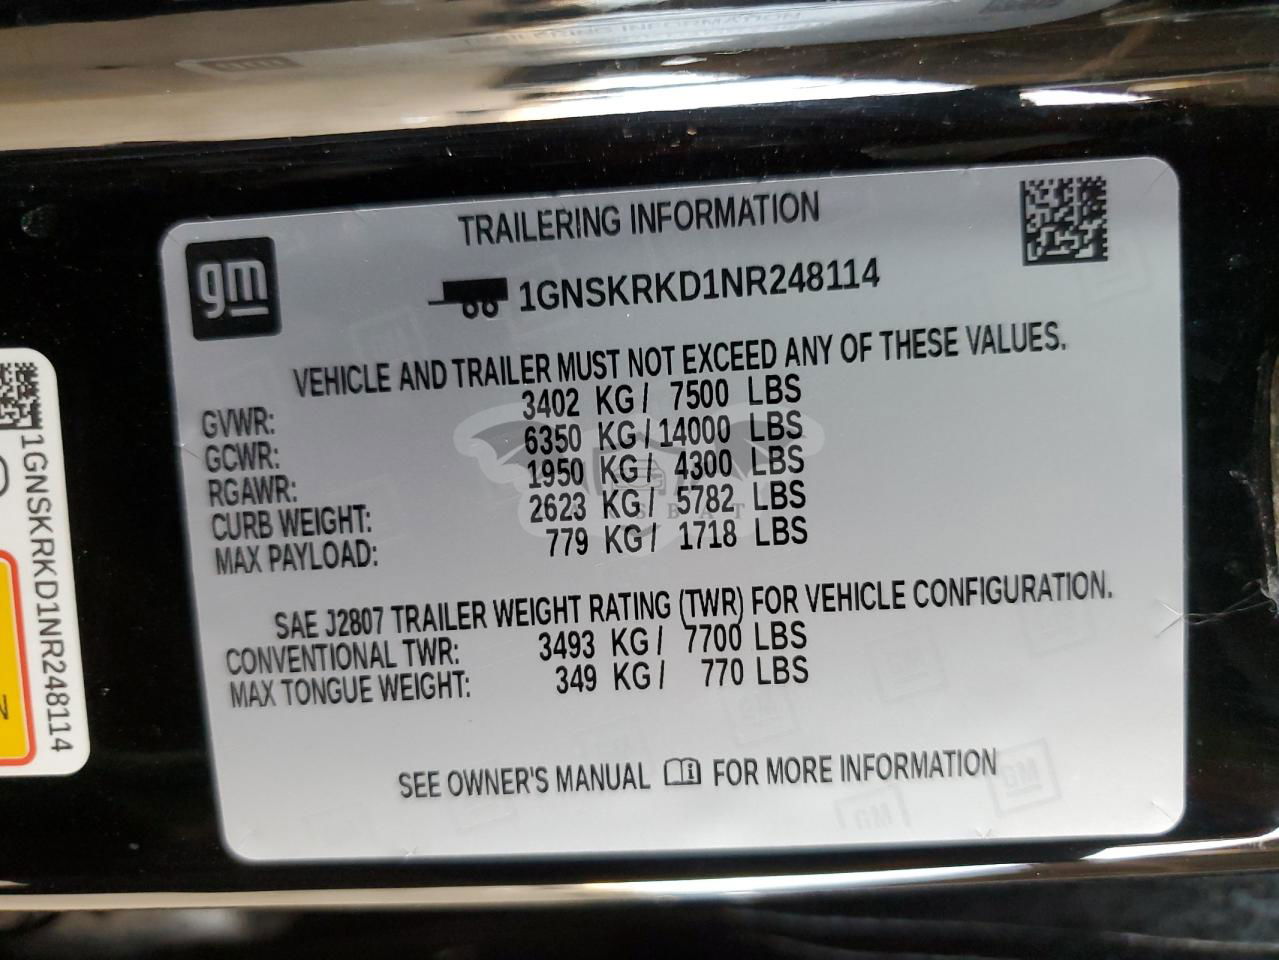 gm
TRAILERING INFORMATION
1GNSKRKD1NR248114
VEHICLE AND TRAILER MUST NOT EXCEED ANY OF THESE VALUES.
GVWR: 3402 KG / 7500 LBS
GCWR: 6350 KG / 14000 LBS
RGAWR: 1950 KG / 4300 LBS
CURB WEIGHT: 2623 KG / 5782 LBS
MAX PAYLOAD: 779 KG / 1718 LBS
SAE J2807 TRAILER WEIGHT RATING (TWR) FOR VEHICLE CONFIGURATION.
CONVENTIONAL TWR: 3493 KG / 7700 LBS
MAX TONGUE WEIGHT: 349 KG / 770 LBS
SEE OWNER'S MANUAL FOR MORE INFORMATION
1GNSKRKD1NR248114
SBAT
GM
GM